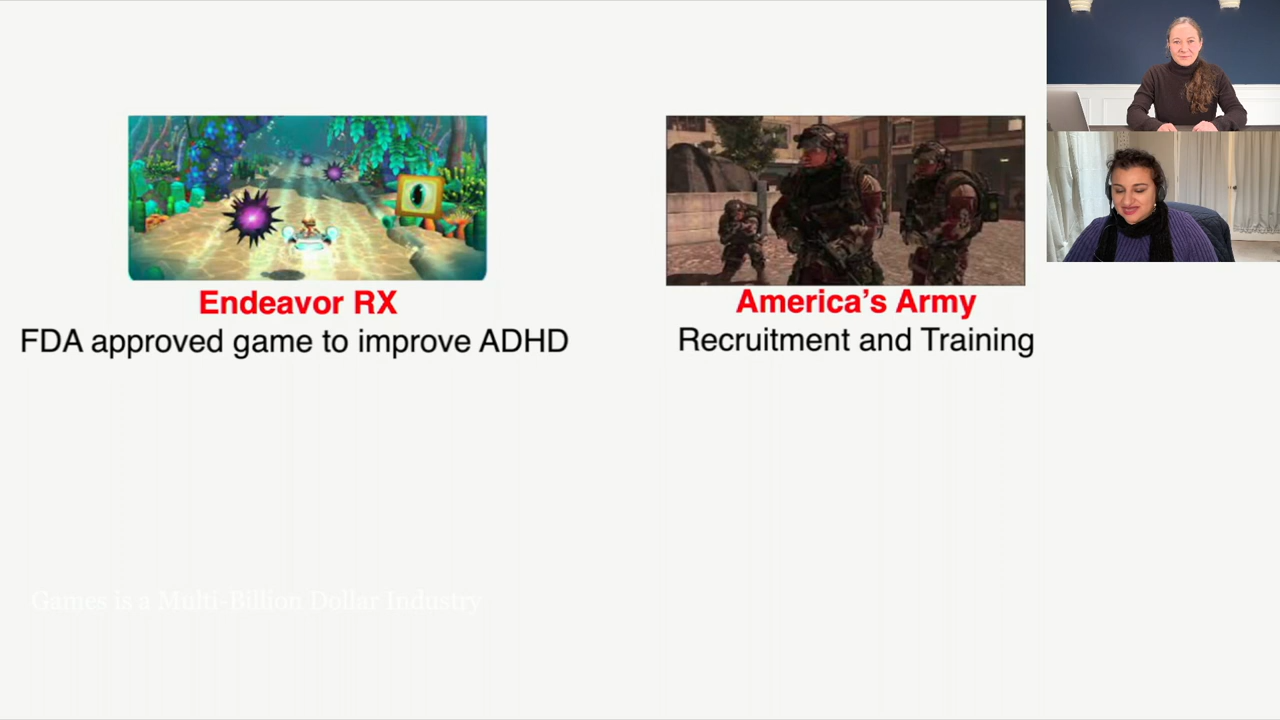 Endeavor RX
FDA approved game to improve ADHD
America’s Army
Recruitment and Training
Games is a Multi-Billion Dollar Industry